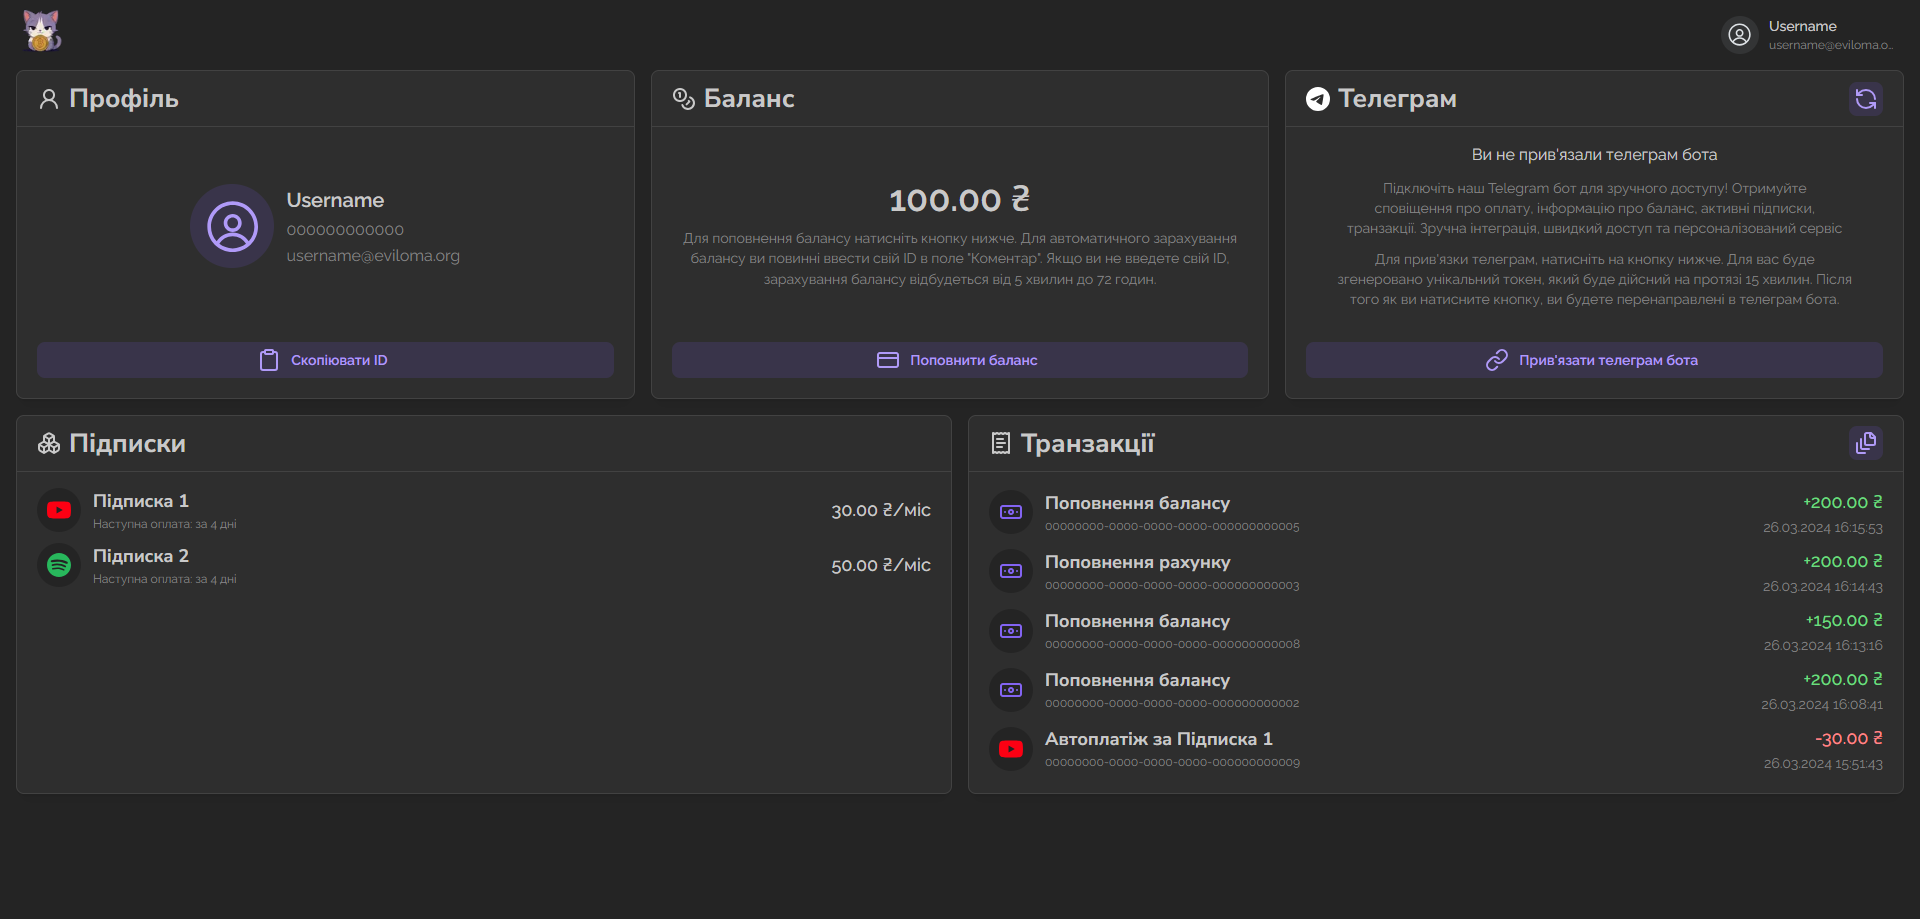 Username
username@eviloma.o...
Профіль
Username
000000000000
username@eviloma.org
Скопіювати ID
Баланс
100.00 ₴
Для поповнення балансу натисніть кнопку нижче. Для автоматичного зарахування
балансу ви повинні ввести свій ID в поле "Коментар". Якщо ви не введете свій ID,
зарахування балансу відбудеться від 5 хвилин до 72 годин.
Поповнити баланс
Телеграм
Ви не прив'язали телеграм бота
Підключіть наш Telegram бот для зручного доступу! Отримуйте
сповіщення про оплату, інформацію про баланс, активні підписки,
транзакції. Зручна інтеграція, швидкий доступ та персоналізований сервіс
Для прив'язки телеграм, натисніть на кнопку нижче. Для вас буде
згенеровано унікальний токен, який буде дійсний на протязі 15 хвилин. Після
того як ви натисните кнопку, ви будете перенаправлені в телеграм бота.
Прив'язати телеграм бота
Підписки
Підписка 1
Наступна оплата: за 4 дні
30.00 ₴/міс
Підписка 2
Наступна оплата: за 4 дні
50.00 ₴/міс
Транзакції
Поповнення балансу
00000000-0000-0000-0000-000000000005
+200.00 ₴
26.03.2024 16:15:53
Поповнення рахунку
00000000-0000-0000-0000-000000000003
+200.00 ₴
26.03.2024 16:14:43
Поповнення балансу
00000000-0000-0000-0000-000000000008
+150.00 ₴
26.03.2024 16:13:16
Поповнення балансу
00000000-0000-0000-0000-000000000002
+200.00 ₴
26.03.2024 16:08:41
Автоплатіж за Підписка 1
00000000-0000-0000-0000-000000000009
-30.00 ₴
26.03.2024 15:51:43